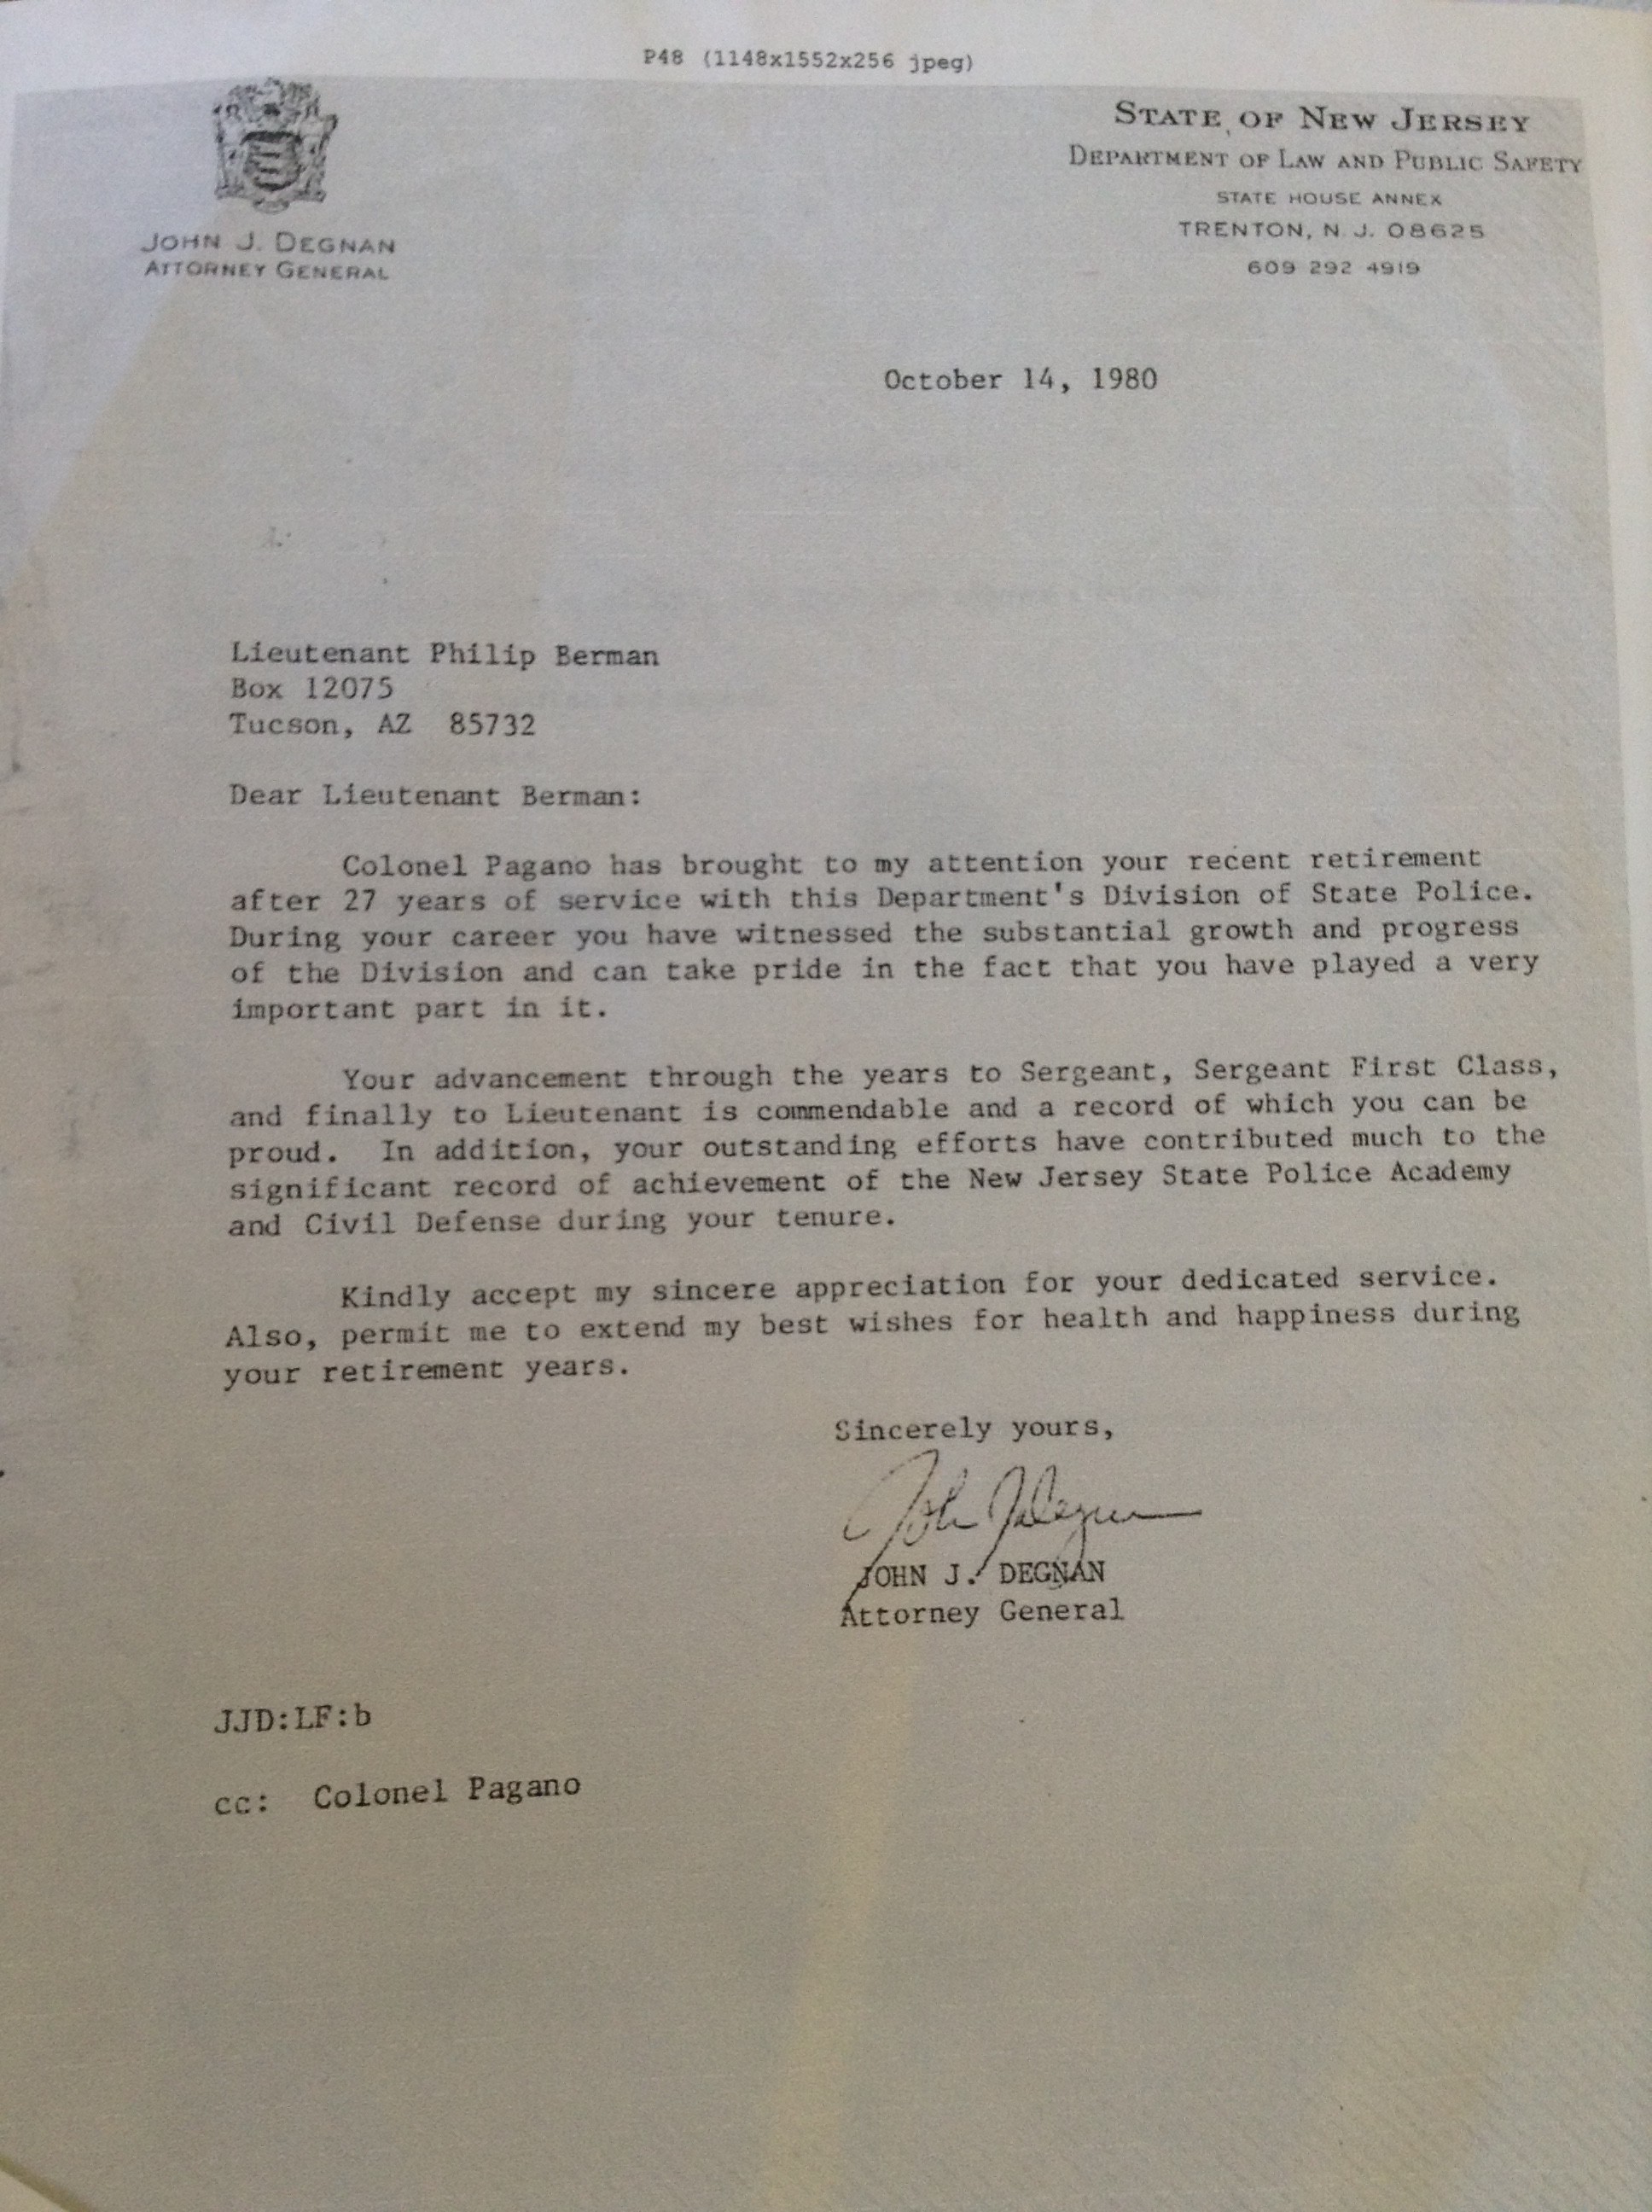 P48 (1148x1552x256 jpeg)
STATE OF NEW JERSEY
DEPARTMENT OF LAW AND PUBLIC SAFETY
STATE HOUSE ANNEX
TRENTON, N. J. 08625
609 292 4919
JOHN J. DEGNAN
ATTORNEY GENERAL
October 14, 1980
Lieutenant Philip Berman
Box 12075
Tucson, AZ 85732
Dear Lieutenant Berman:
Colonel Pagano has brought to my attention your recent retirement
after 27 years of service with this Department's Division of State Police.
During your career you have witnessed the substantial growth and progress
of the Division and can take pride in the fact that you have played a very
important part in it.
Your advancement through the years to Sergeant, Sergeant First Class,
and finally to Lieutenant is commendable and a record of which you can be
proud. In addition, your outstanding efforts have contributed much to the
significant record of achievement of the New Jersey State Police Academy
and Civil Defense during your tenure.
Kindly accept my sincere appreciation for your dedicated service.
Also, permit me to extend my best wishes for health and happiness during
your retirement years.
Sincerely yours,
John J Degnan
JOHN J. DEGNAN
Attorney General
JJD:LF:b
cc: Colonel Pagano